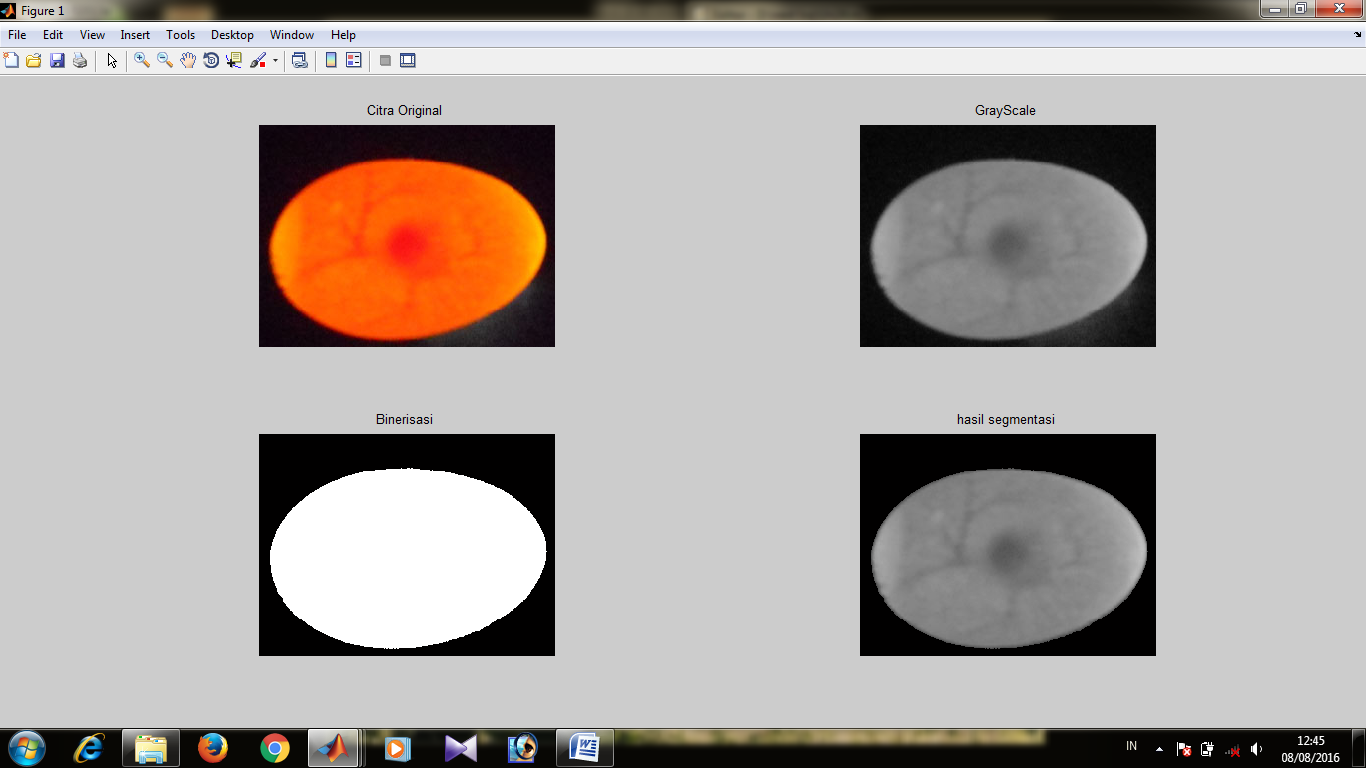 Figure 1
File Edit View Insert Tools Desktop Window Help
Citra Original
GrayScale
Binerisasi
hasil segmentasi
IN
12:45
08/08/2016